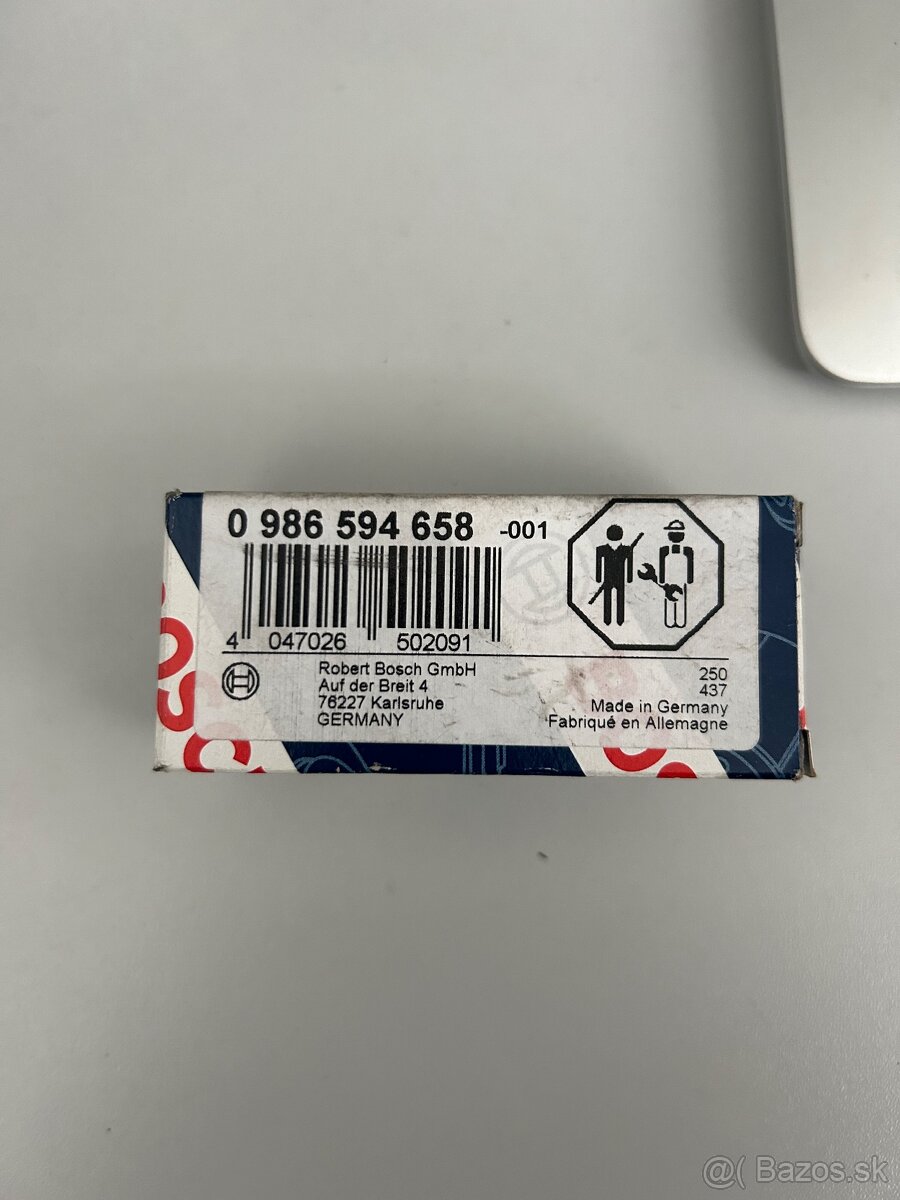 0 986 594 658 -001
4 047026 502091
Robert Bosch GmbH
Auf der Breit 4
76227 Karlsruhe
GERMANY
250
437
Made in Germany
Fabriqué en Allemagne
@( Bazos.sk